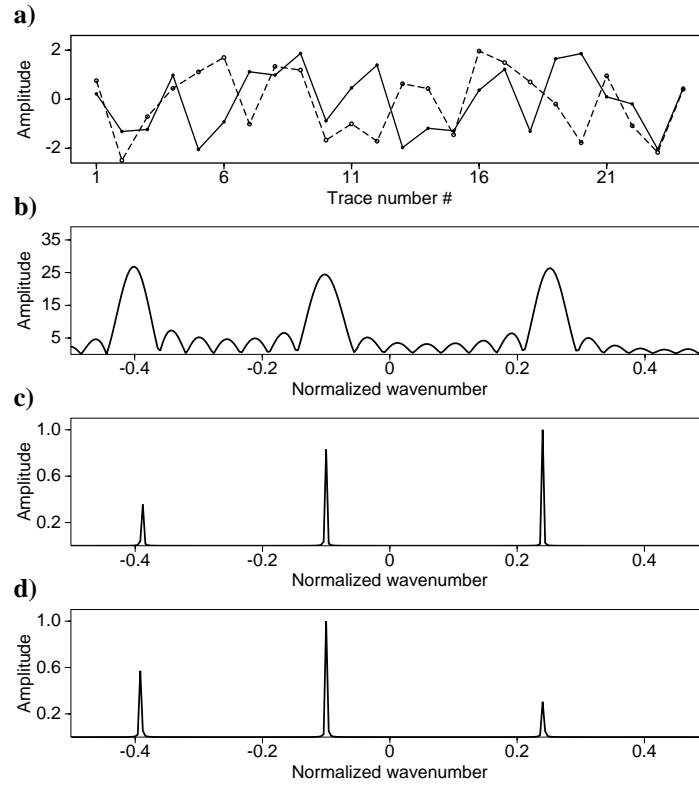 a)
2
0
-2
Amplitude
1 6 11 16 21
Trace number #
b)
35
25
15
5
Amplitude
-0.4 -0.2 0 0.2 0.4
Normalized wavenumber
c)
1.0
0.6
0.2
Amplitude
-0.4 -0.2 0 0.2 0.4
Normalized wavenumber
d)
1.0
0.6
0.2
Amplitude
-0.4 -0.2 0 0.2 0.4
Normalized wavenumber